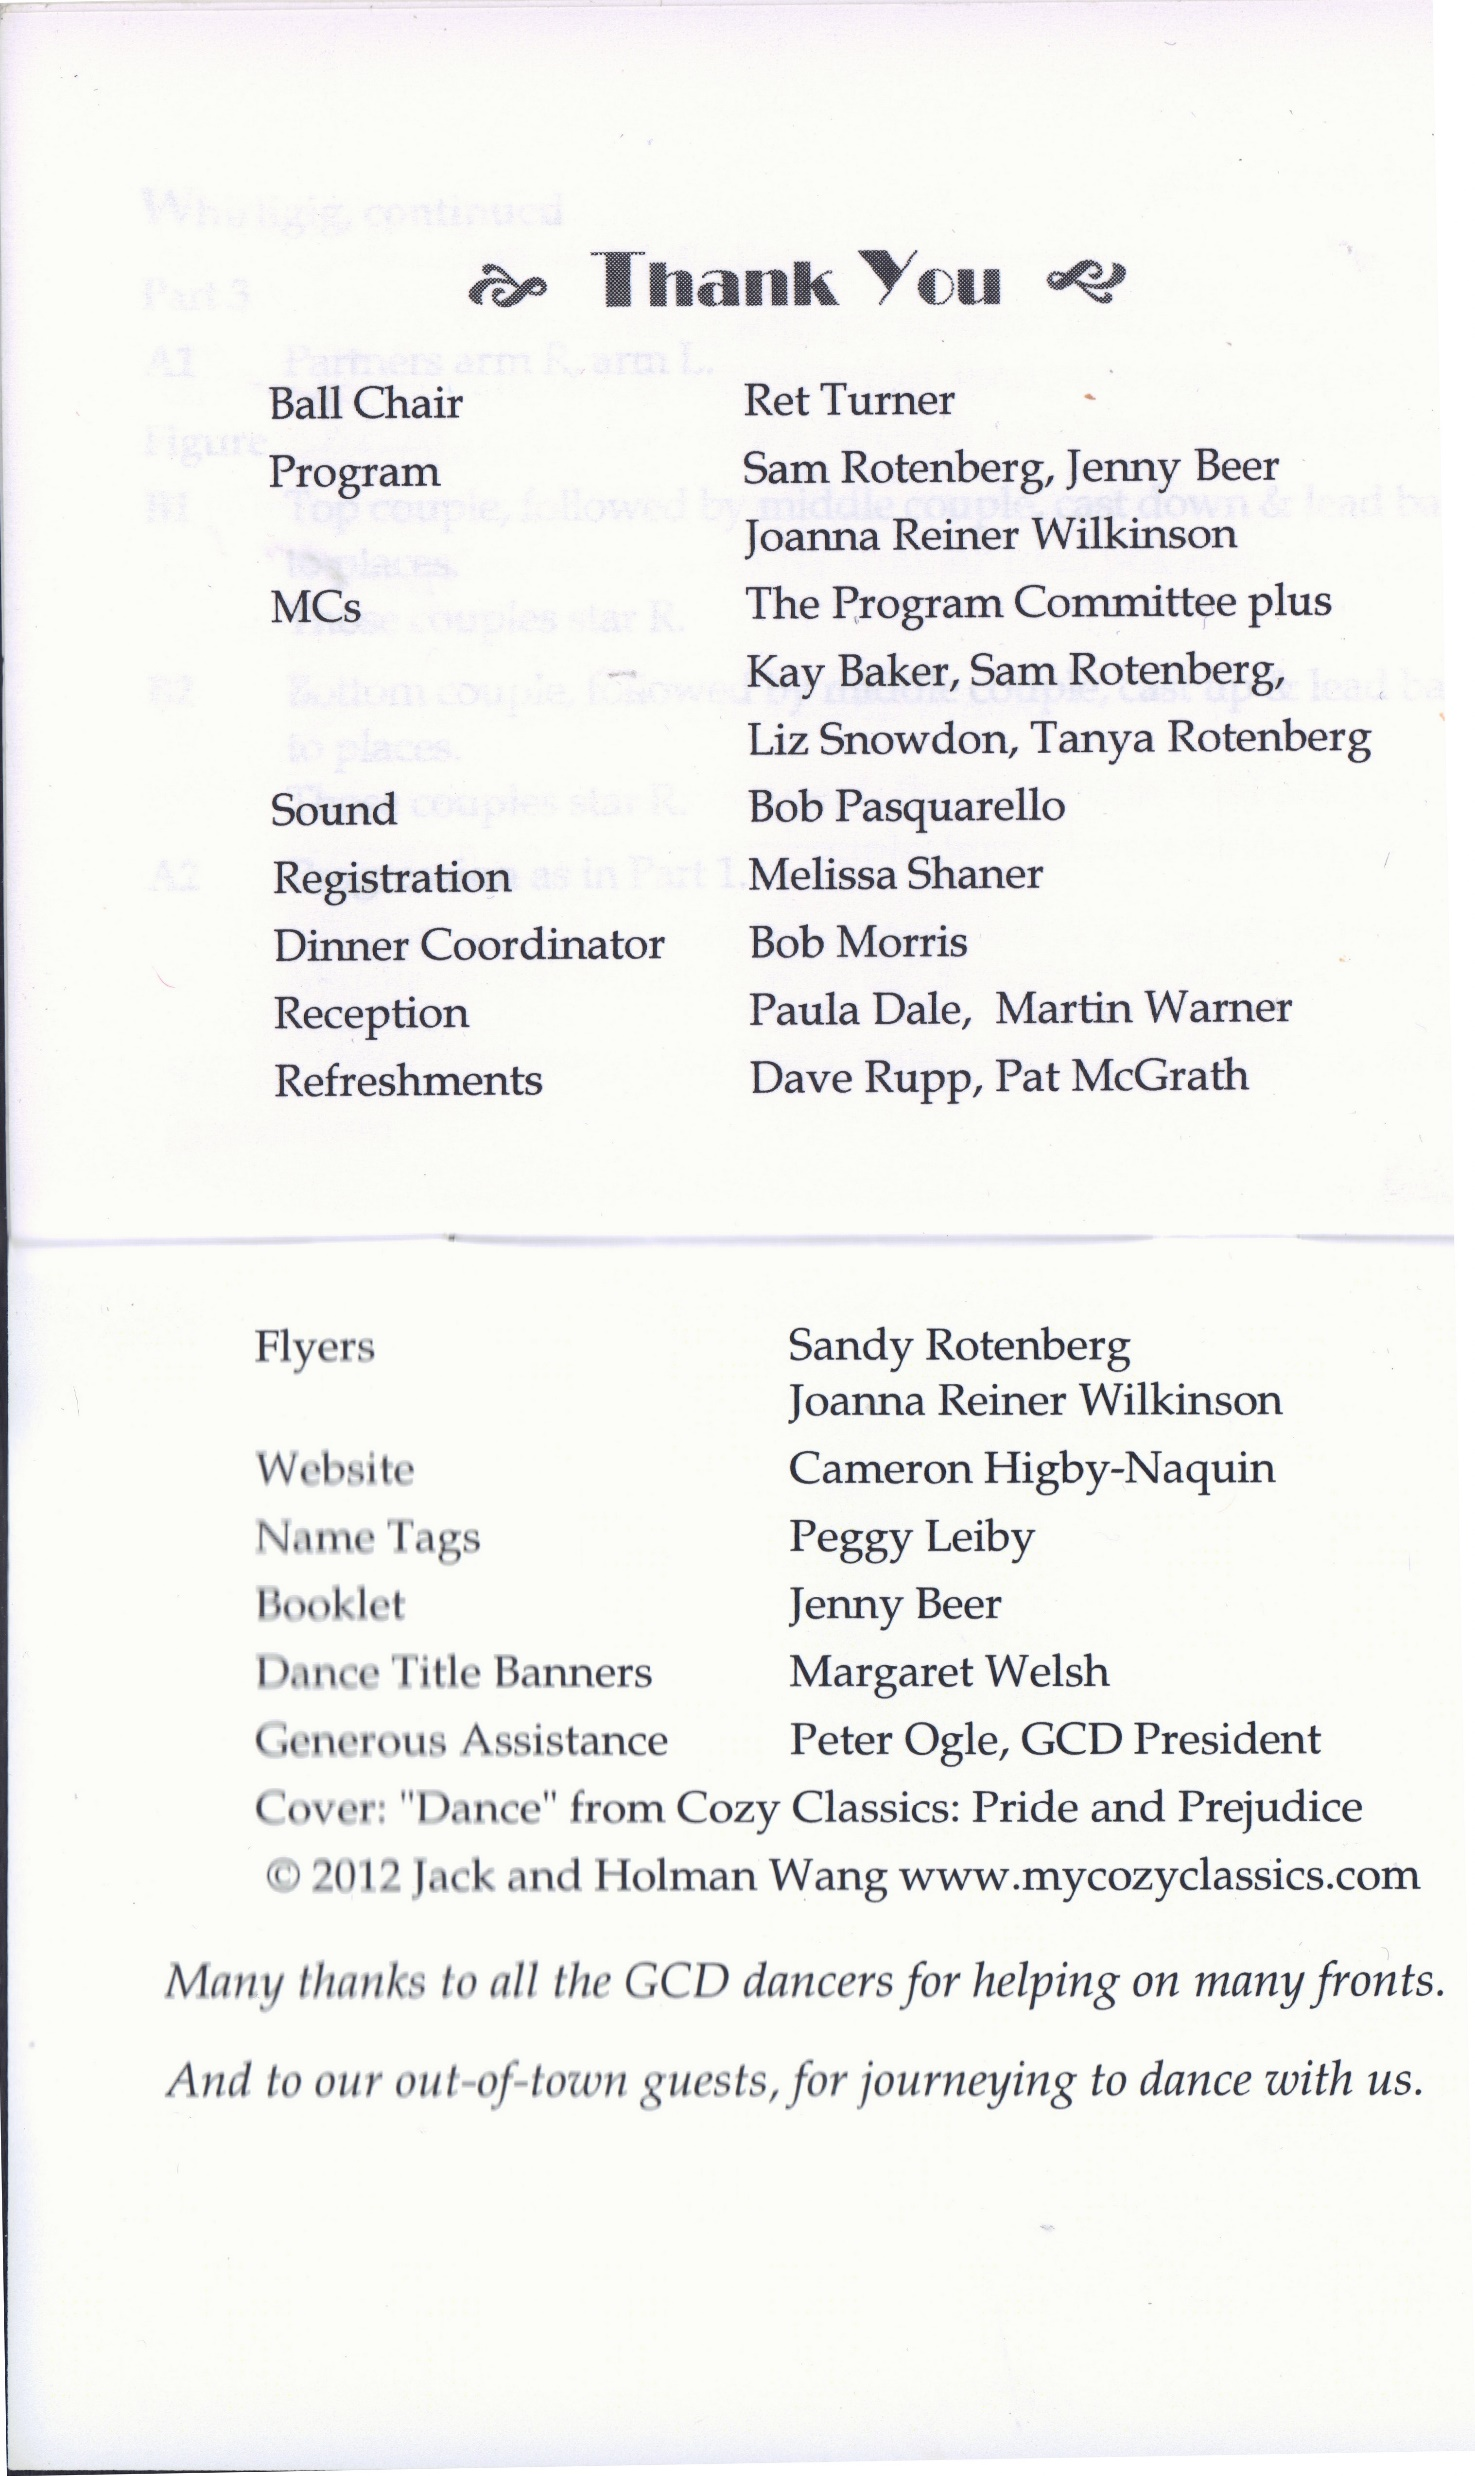 Thank You
Ball Chair Ret Turner
Program Sam Rotenberg, Jenny Beer
Joanna Reiner Wilkinson
MCs The Program Committee plus
Kay Baker, Sam Rotenberg,
Liz Snowdon, Tanya Rotenberg
Sound Bob Pasquarello
Registration Melissa Shaner
Dinner Coordinator Bob Morris
Reception Paula Dale, Martin Warner
Refreshments Dave Rupp, Pat McGrath
Flyers Sandy Rotenberg
Joanna Reiner Wilkinson
Website Cameron Higby-Naquin
Name Tags Peggy Leiby
Booklet Jenny Beer
Dance Title Banners Margaret Welsh
Generous Assistance Peter Ogle, GCD President
Cover: "Dance" from Cozy Classics: Pride and Prejudice
© 2012 Jack and Holman Wang www.mycozyclassics.com
Many thanks to all the GCD dancers for helping on many fronts.
And to our out-of-town guests, for journeying to dance with us.